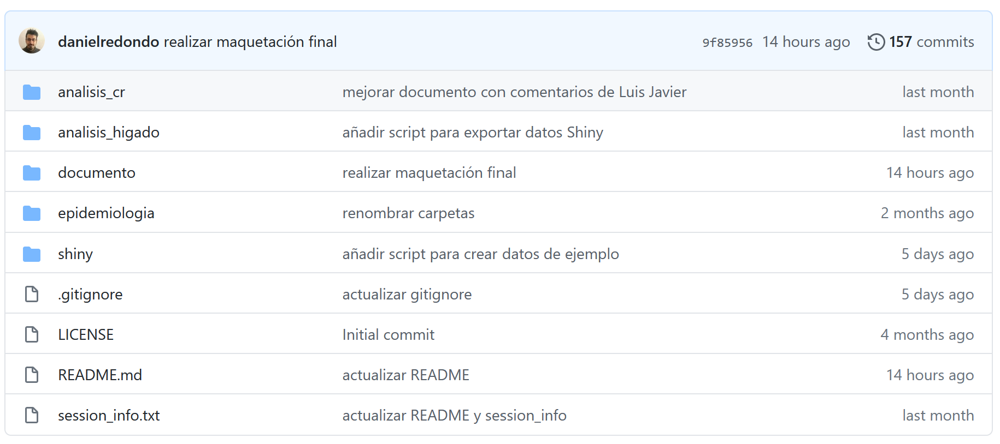 danielredondo realizar maquetación final 9f85956 14 hours ago 157 commits
analisis_cr mejorar documento con comentarios de Luis Javier last month
analisis_higado añadir script para exportar datos Shiny last month
documento realizar maquetación final 14 hours ago
epidemiologia renombrar carpetas 2 months ago
shiny añadir script para crear datos de ejemplo 5 days ago
.gitignore actualizar gitignore 5 days ago
LICENSE Initial commit 4 months ago
README.md actualizar README 14 hours ago
session_info.txt actualizar README y session_info last month